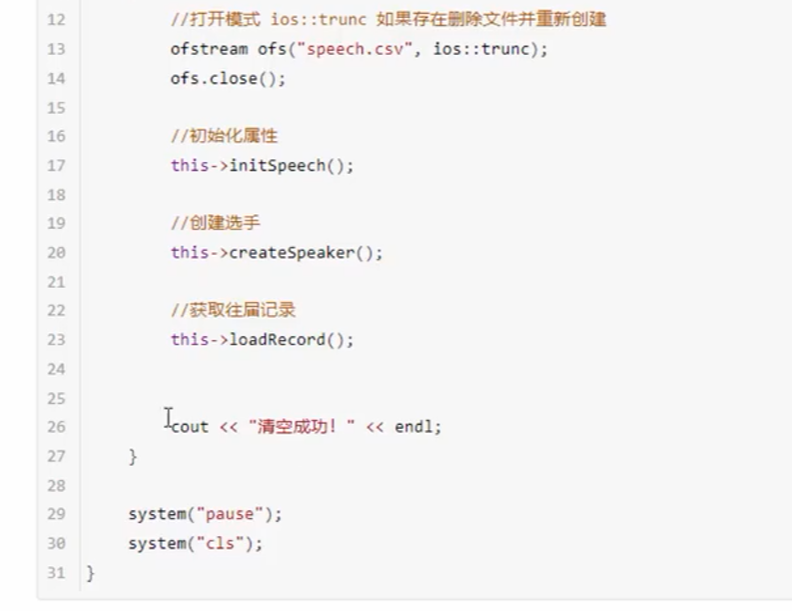 12 //打开模式 ios::trunc 如果存在删除文件并重新创建
13 ofstream ofs("speech.csv", ios::trunc);
14 ofs.close();
15
16 //初始化属性
17 this->initSpeech();
18
19 //创建选手
20 this->createSpeaker();
21
22 //获取往届记录
23 this->loadRecord();
24
25
26 cout << "清空成功！" << endl;
27 }
28
29 system("pause");
30 system("cls");
31 }